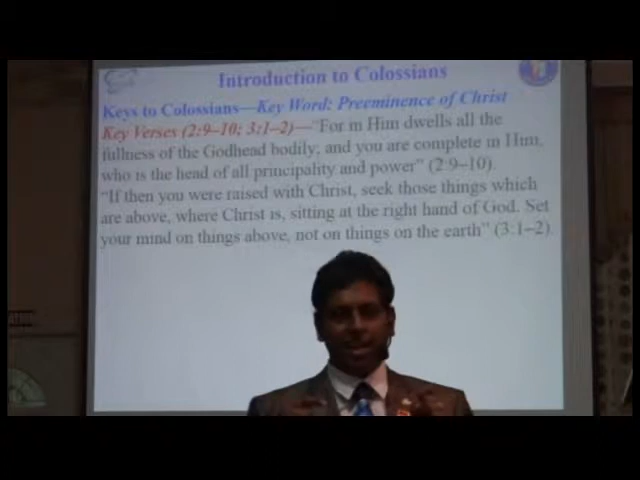 Introduction to Colossians
Keys to Colossians—Key Word: Preeminence of Christ
Key Verses (2:9–10; 3:1–2)—"For in Him dwells all the
fullness of the Godhead bodily; and you are complete in Him,
who is the head of all principality and power" (2:9–10).
"If then you were raised with Christ, seek those things which
are above, where Christ is, sitting at the right hand of God. Set
your mind on things above, not on things on the earth" (3:1–2).